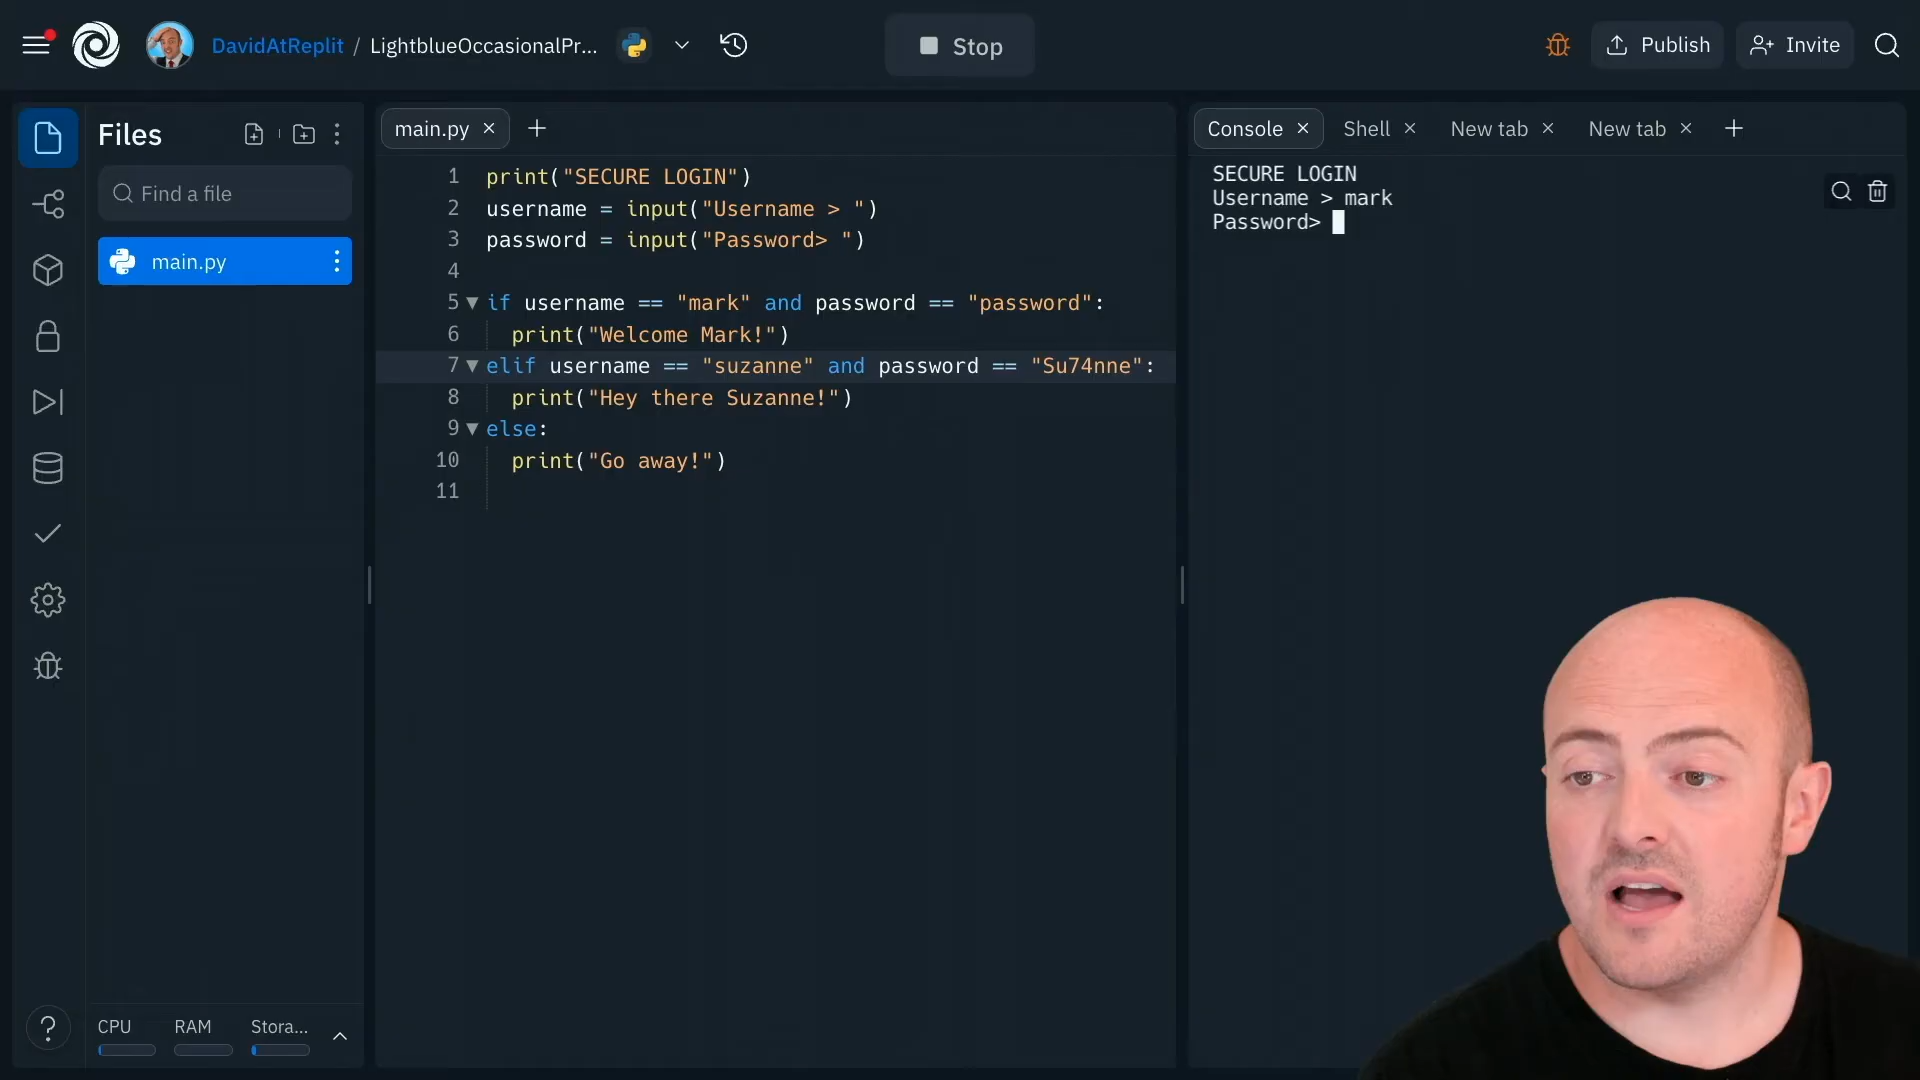 DavidAtReplit / LightblueOccasionalPr...
Stop
Publish
Invite
Files
Find a file
main.py
CPU RAM Stora...
main.py
1 print("SECURE LOGIN")
2 username = input("Username > ")
3 password = input("Password> ")
4
5 if username == "mark" and password == "password":
6 print("Welcome Mark!")
7 elif username == "suzanne" and password == "Su74nne":
8 print("Hey there Suzanne!")
9 else:
10 print("Go away!")
11
Console Shell New tab New tab
SECURE LOGIN
Username > mark
Password>